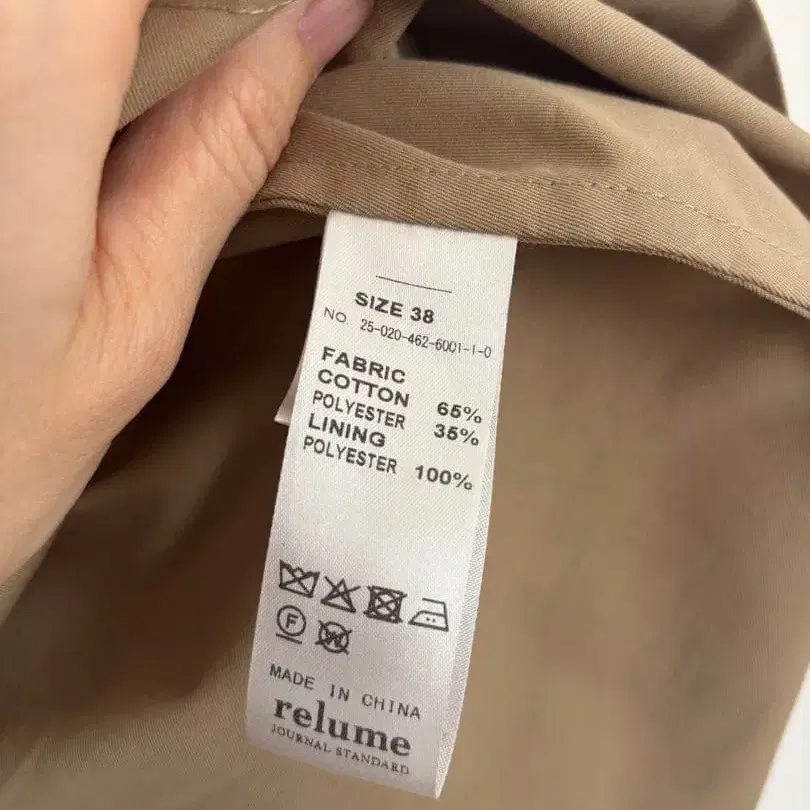 SIZE 38
NO. 25-020-462-6001-1-0
FABRIC
COTTON 65%
POLYESTER 35%
LINING
POLYESTER 100%
F W
MADE IN CHINA
relume
JOURNAL STANDARD